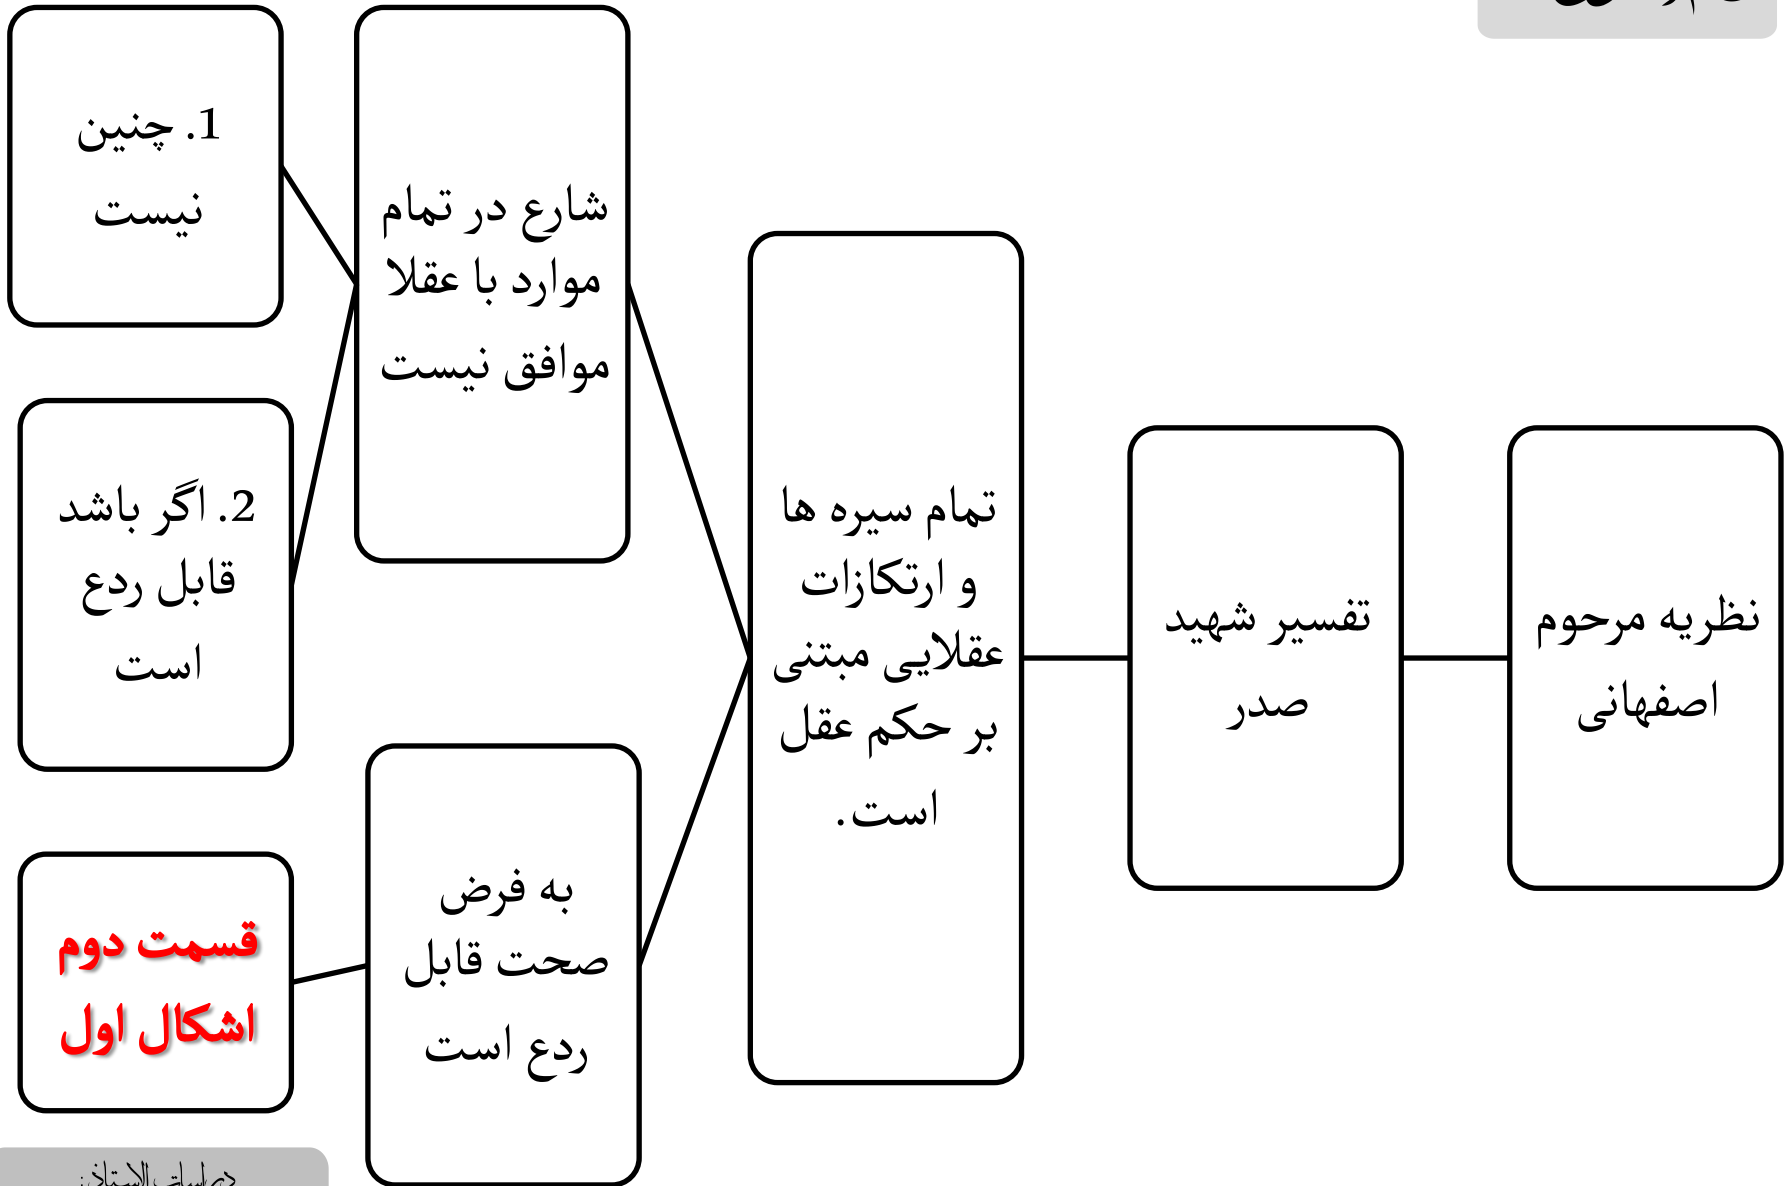 نظریه مرحوم
اصفهانی
تفسیر شهید
صدر
تمام سیره ها
و ارتکازات
عقلایی مبتنی
بر حکم عقل
است.
شارع در تمام
موارد با عقلا
موافق نیست
1. چنین
نیست
2. اگر باشد
قابل ردع
است
به فرض
صحت قابل
ردع است
قسمت دوم
اشکال اول
دراسات الاستاذ: